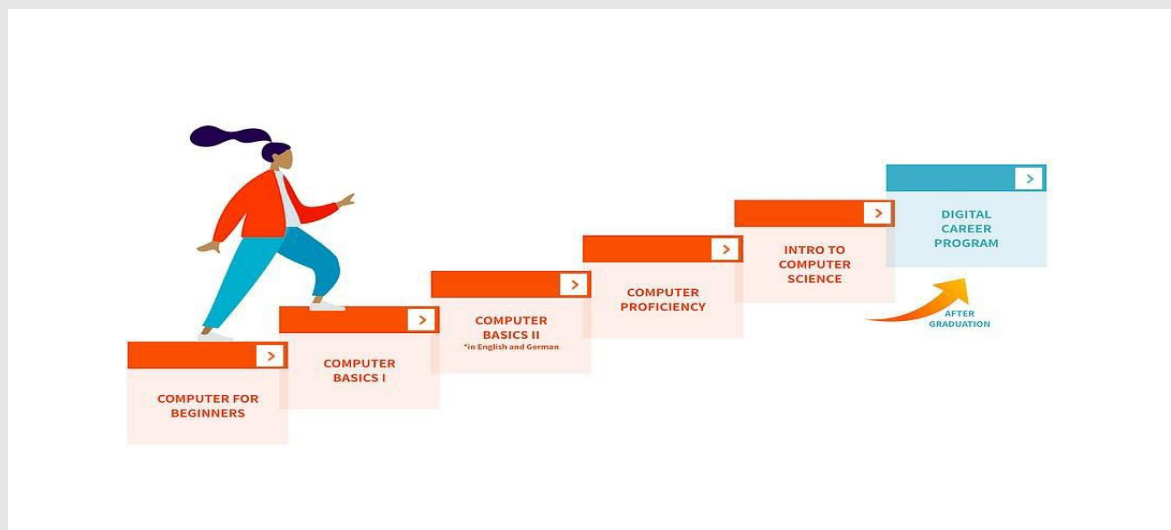 COMPUTER FOR
BEGINNERS
COMPUTER
BASICS I
COMPUTER
BASICS II
*in English and German
COMPUTER
PROFICIENCY
INTRO TO
COMPUTER
SCIENCE
DIGITAL
CAREER
PROGRAM
AFTER
GRADUATION